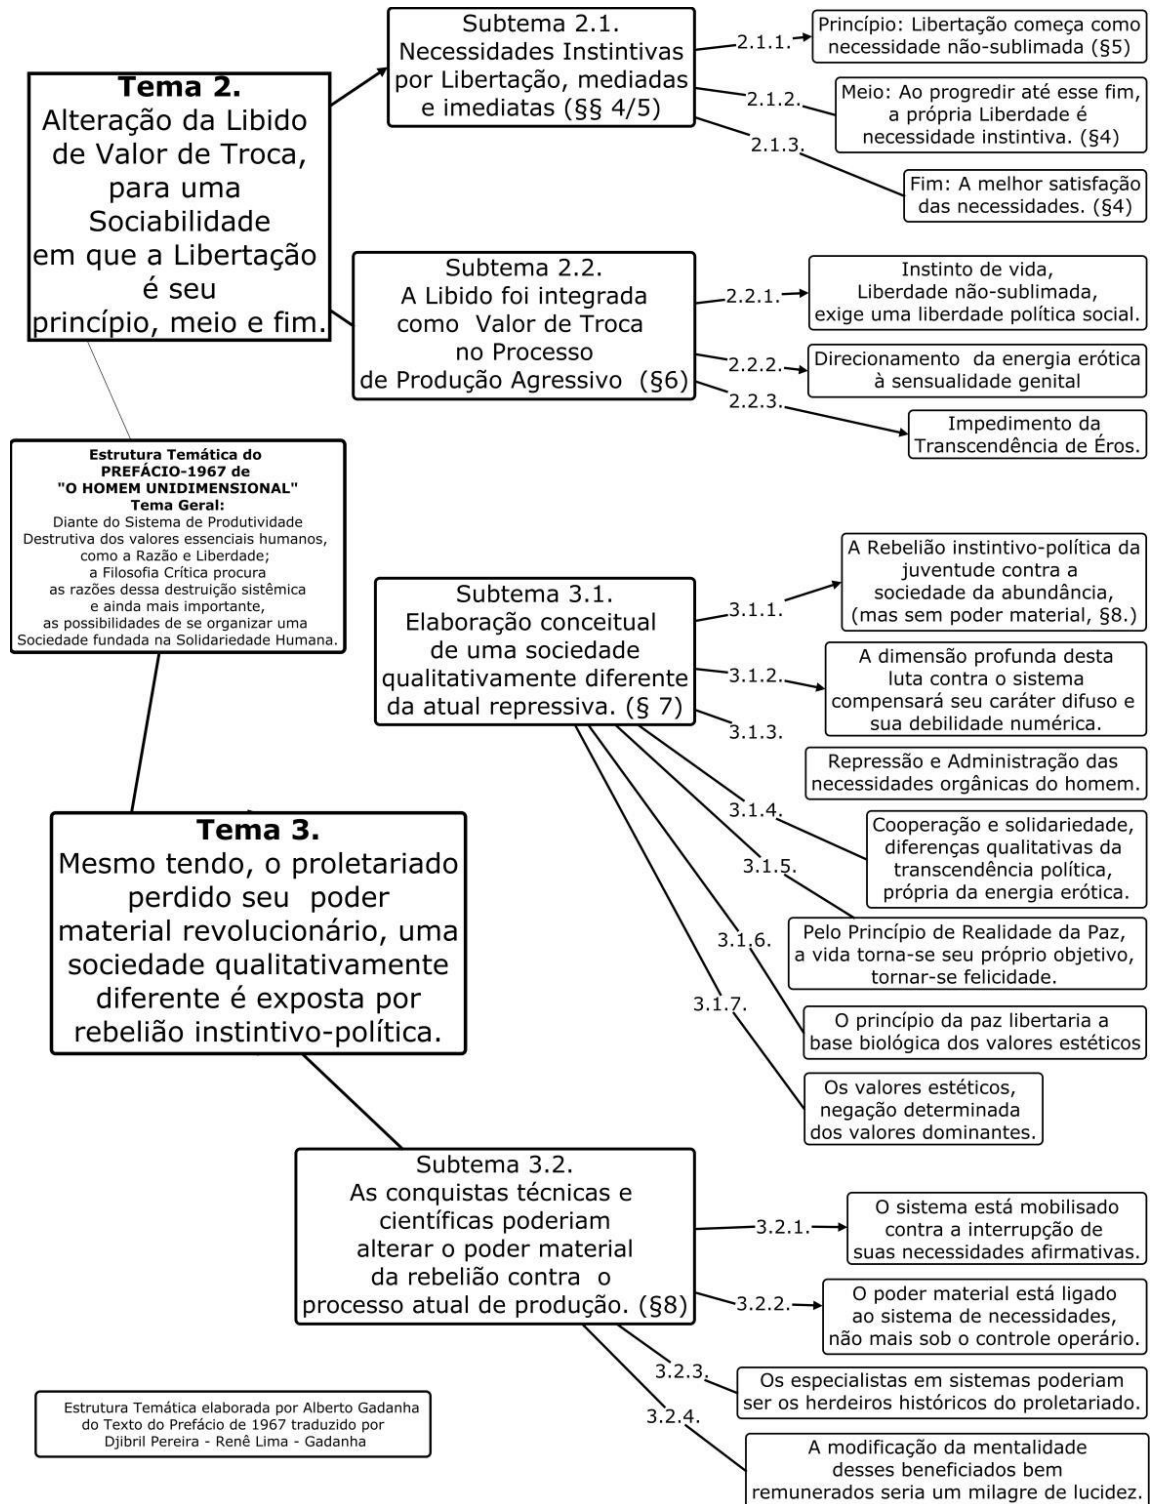 Tema 2.
Alteração da Libido
de Valor de Troca,
para uma
Sociabilidade
em que a Libertação
é seu
princípio, meio e fim.
Subtema 2.1.
Necessidades Instintivas
por Libertação, mediadas
e imediatas (§§ 4/5)
2.1.1.
Princípio: Libertação começa como
necessidade não-sublimada (§5)
2.1.2.
Meio: Ao progredir até esse fim,
a própria Liberdade é
necessidade instintiva. (§4)
2.1.3.
Fim: A melhor satisfação
das necessidades. (§4)
Subtema 2.2.
A Libido foi integrada
como Valor de Troca
no Processo
de Produção Agressivo (§6)
2.2.1.
Instinto de vida,
Liberdade não-sublimada,
exige uma liberdade política social.
2.2.2.
Direcionamento da energia erótica
à sensualidade genital
2.2.3.
Impedimento da
Transcendência de Éros.
Estrutura Temática do
PREFÁCIO-1967 de
"O HOMEM UNIDIMENSIONAL"
Tema Geral:
Diante do Sistema de Produtividade
Destrutiva dos valores essenciais humanos,
como a Razão e Liberdade;
a Filosofia Crítica procura
as razões dessa destruição sistêmica
e ainda mais importante,
as possibilidades de se organizar uma
Sociedade fundada na Solidariedade Humana.
Tema 3.
Mesmo tendo, o proletariado
perdido seu poder
material revolucionário, uma
sociedade qualitativamente
diferente é exposta por
rebelião instintivo-política.
Subtema 3.1.
Elaboração conceitual
de uma sociedade
qualitativamente diferente
da atual repressiva. (§ 7)
3.1.1.
A Rebelião instintivo-política da
juventude contra a
sociedade da abundância,
(mas sem poder material, §8.)
3.1.2.
A dimensão profunda desta
luta contra o sistema
compensará seu caráter difuso e
sua debilidade numérica.
3.1.3.
Repressão e Administração das
necessidades orgânicas do homem.
3.1.4.
Cooperação e solidariedade,
diferenças qualitativas da
transcendência política,
própria da energia erótica.
3.1.5.
Pelo Princípio de Realidade da Paz,
a vida torna-se seu próprio objetivo,
tornar-se felicidade.
3.1.6.
O princípio da paz libertaria a
base biológica dos valores estéticos
3.1.7.
Os valores estéticos,
negação determinada
dos valores dominantes.
Subtema 3.2.
As conquistas técnicas e
científicas poderiam
alterar o poder material
da rebelião contra o
processo atual de produção. (§8)
3.2.1.
O sistema está mobilisado
contra a interrupção de
suas necessidades afirmativas.
3.2.2.
O poder material está ligado
ao sistema de necessidades,
não mais sob o controle operário.
3.2.3.
Os especialistas em sistemas poderiam
ser os herdeiros históricos do proletariado.
3.2.4.
A modificação da mentalidade
desses beneficiados bem
remunerados seria um milagre de lucidez.
Estrutura Temática elaborada por Alberto Gadanha
do Texto do Prefácio de 1967 traduzido por
Djibril Pereira - Renê Lima - Gadanha